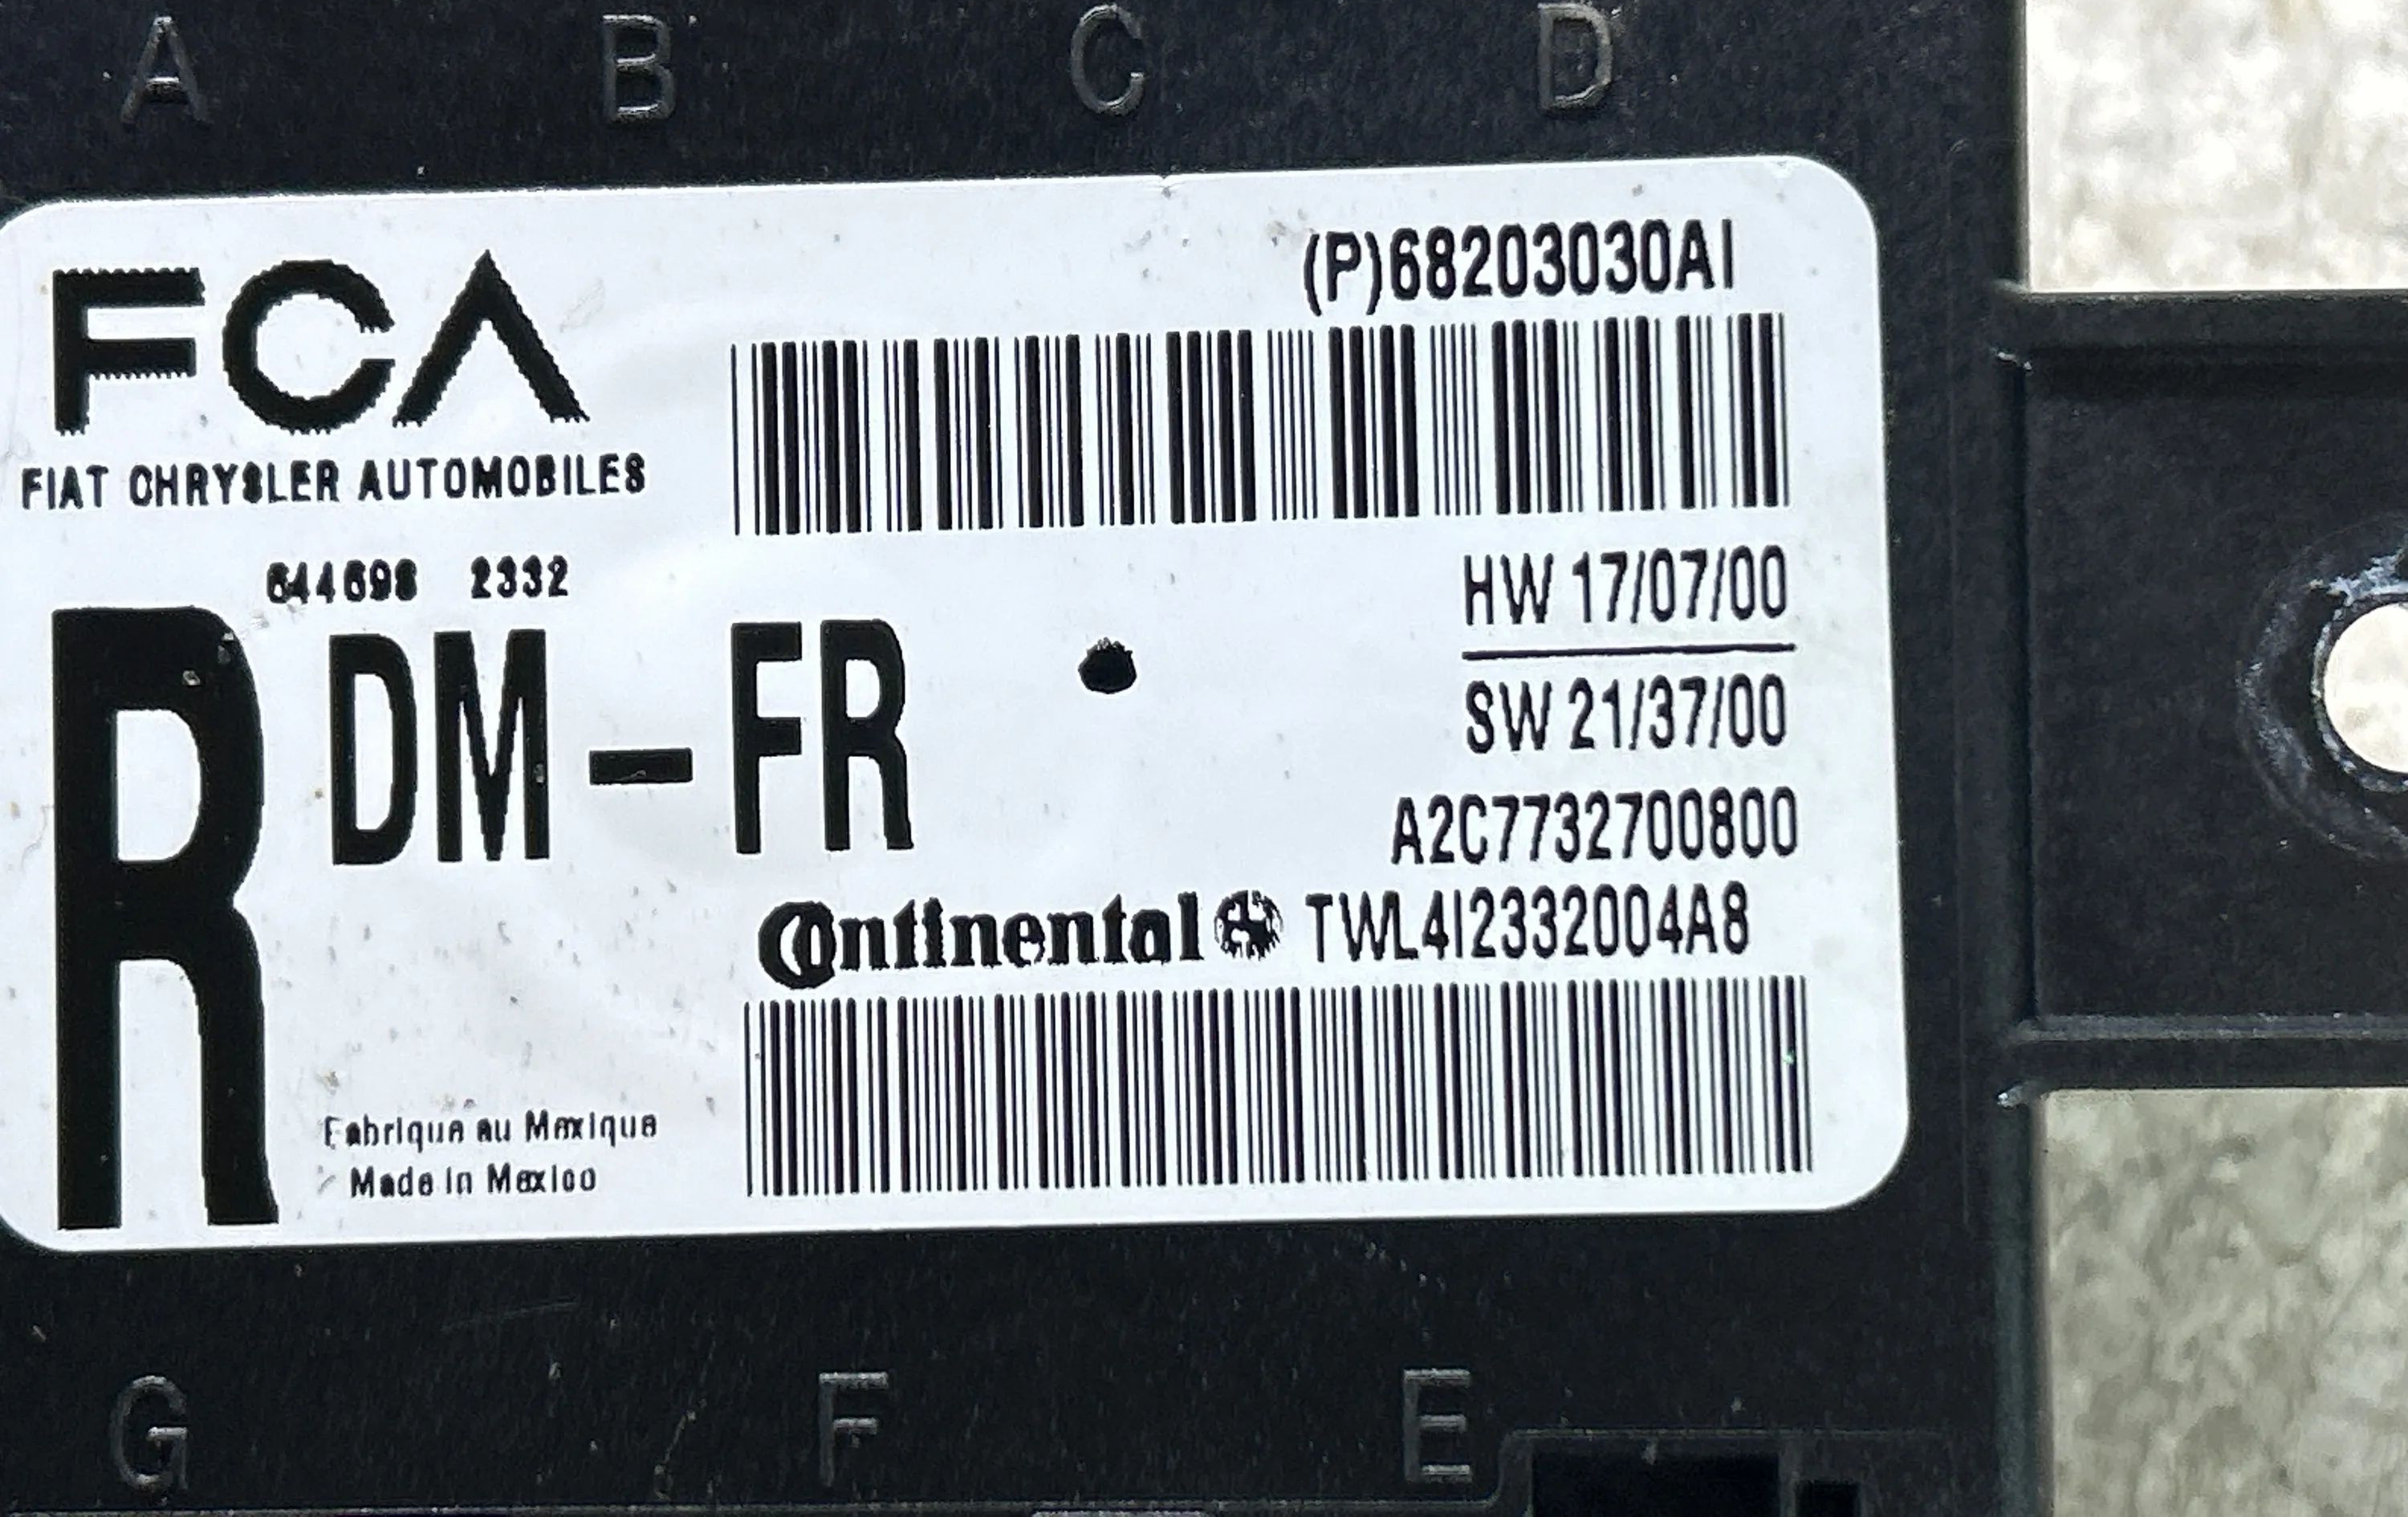 A B C D
FCA
FIAT CHRYSLER AUTOMOBILES
(P)68203030AI
644698 2332
R DM-FR
HW 17/07/00
SW 21/37/00
A2C7732700800
Continental TWL4I2332004A8
Fabrique au Mexique
Made in Mexico
G F E